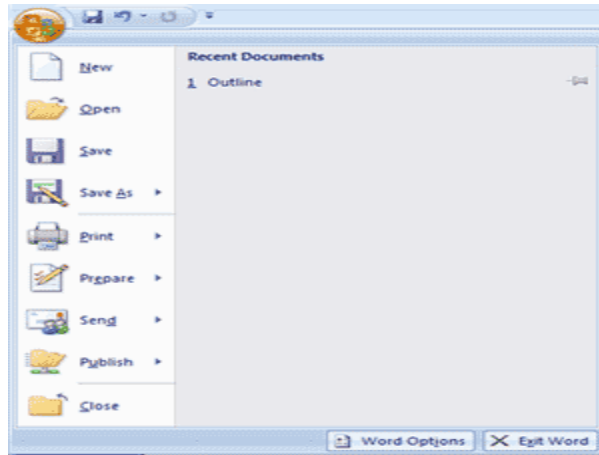 New
Open
Save
Save As
Print
Prepare
Send
Publish
Close
Recent Documents
1 Outline
Word Options
Exit Word